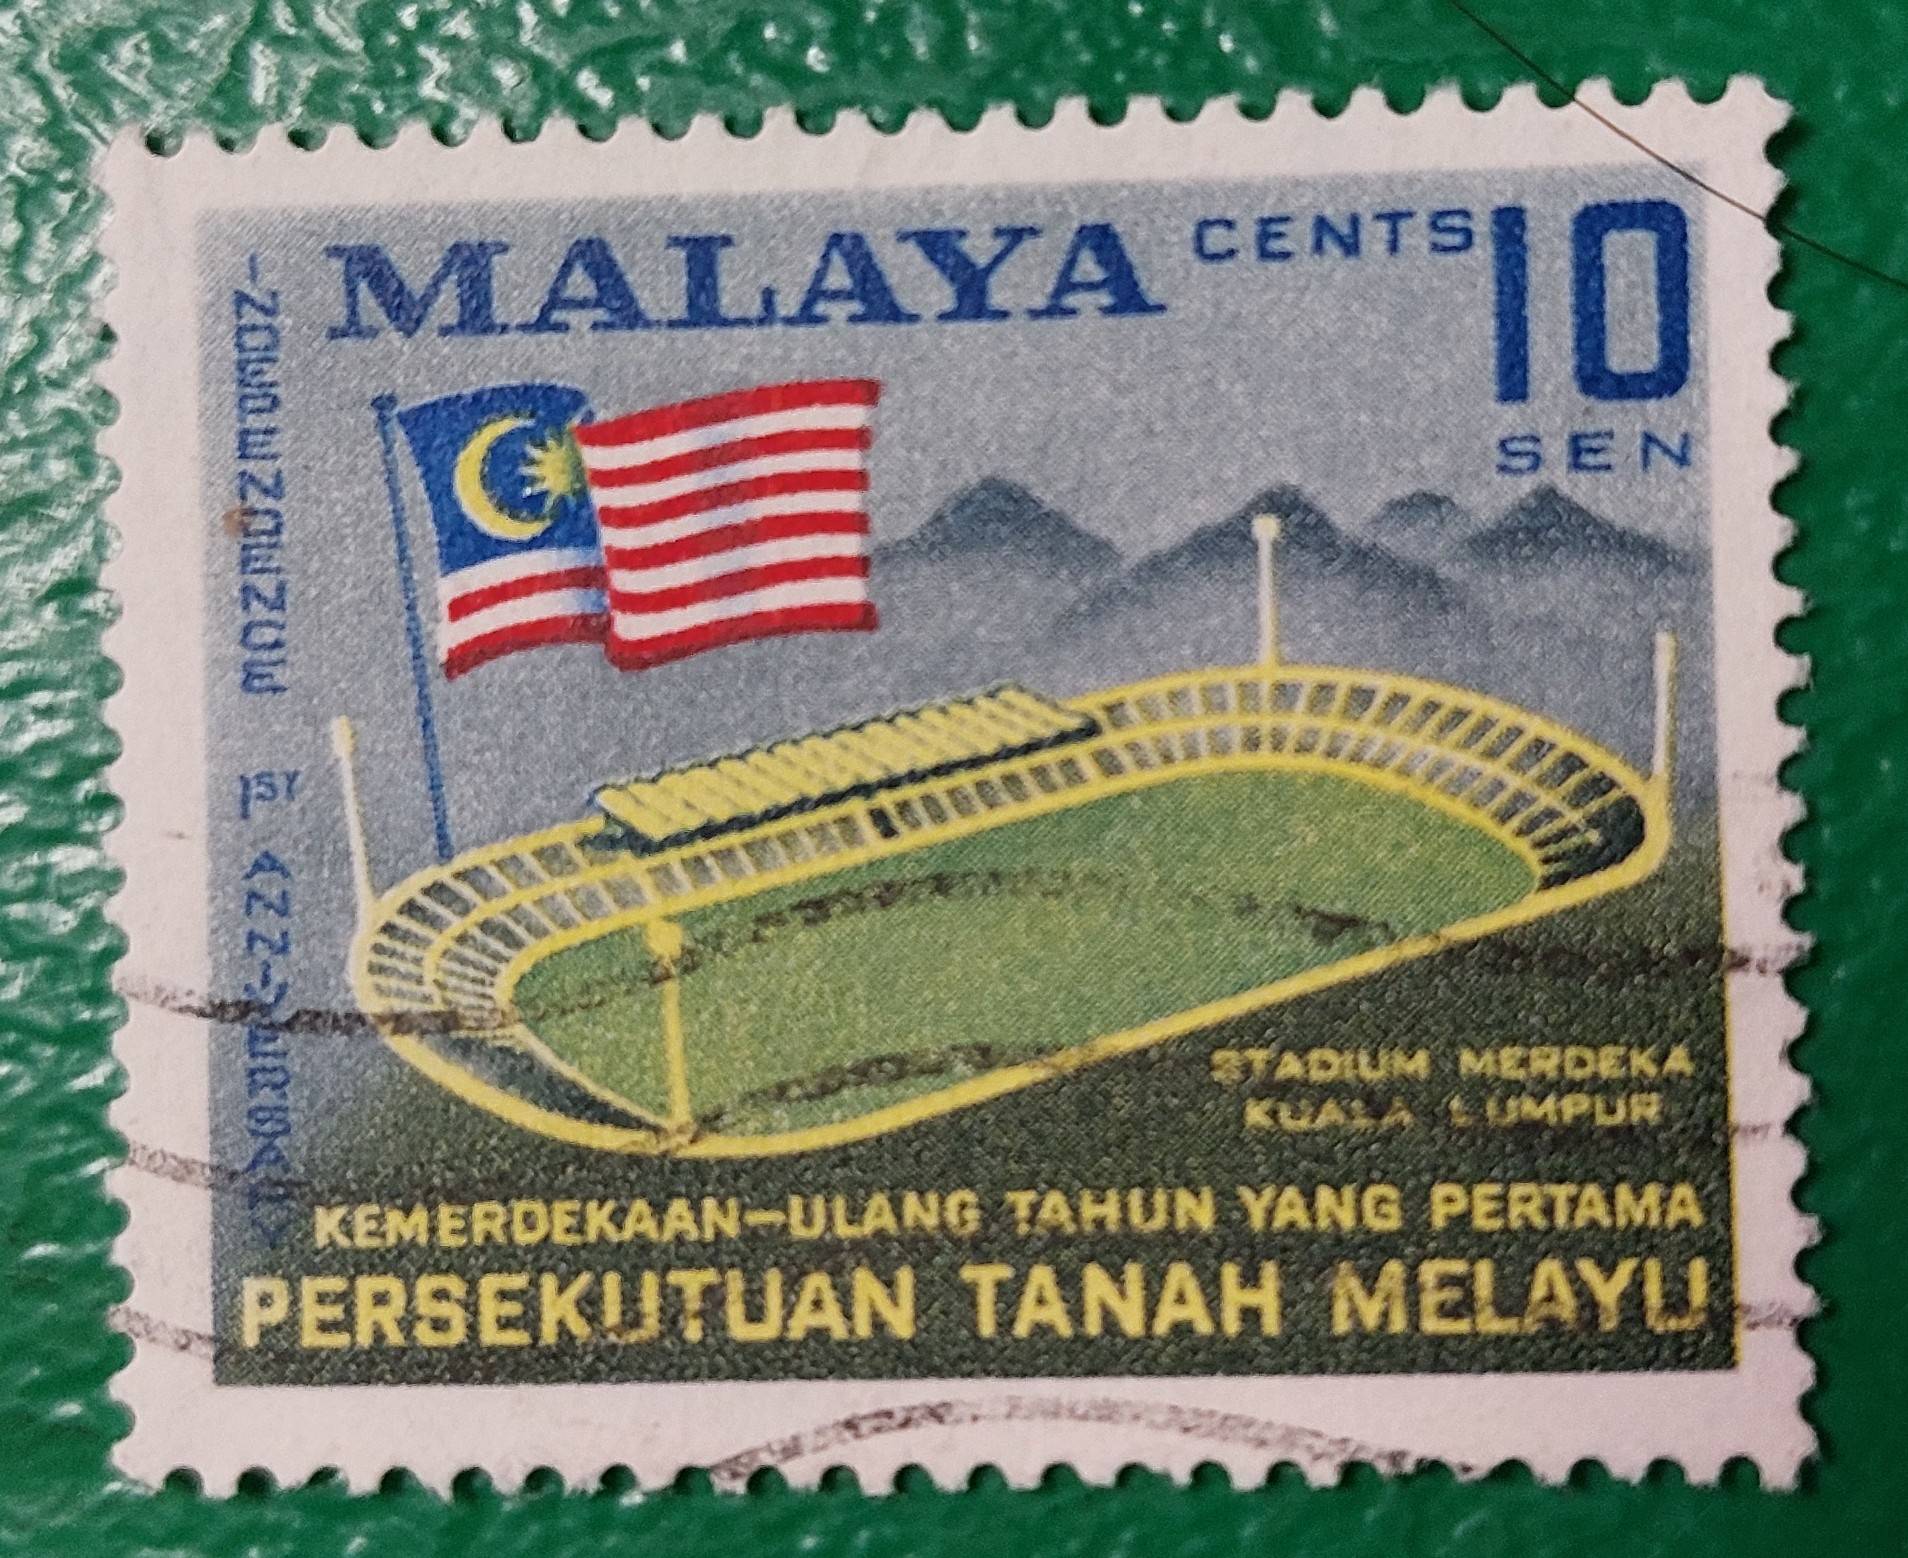 MALAYA CENTS 10
SEN
INDEPENDENCE 1ST ANNIVERSARY
STADIUM MERDEKA
KUALA LUMPUR
KEMERDEKAAN–ULANG TAHUN YANG PERTAMA
PERSEKUTUAN TANAH MELAYU